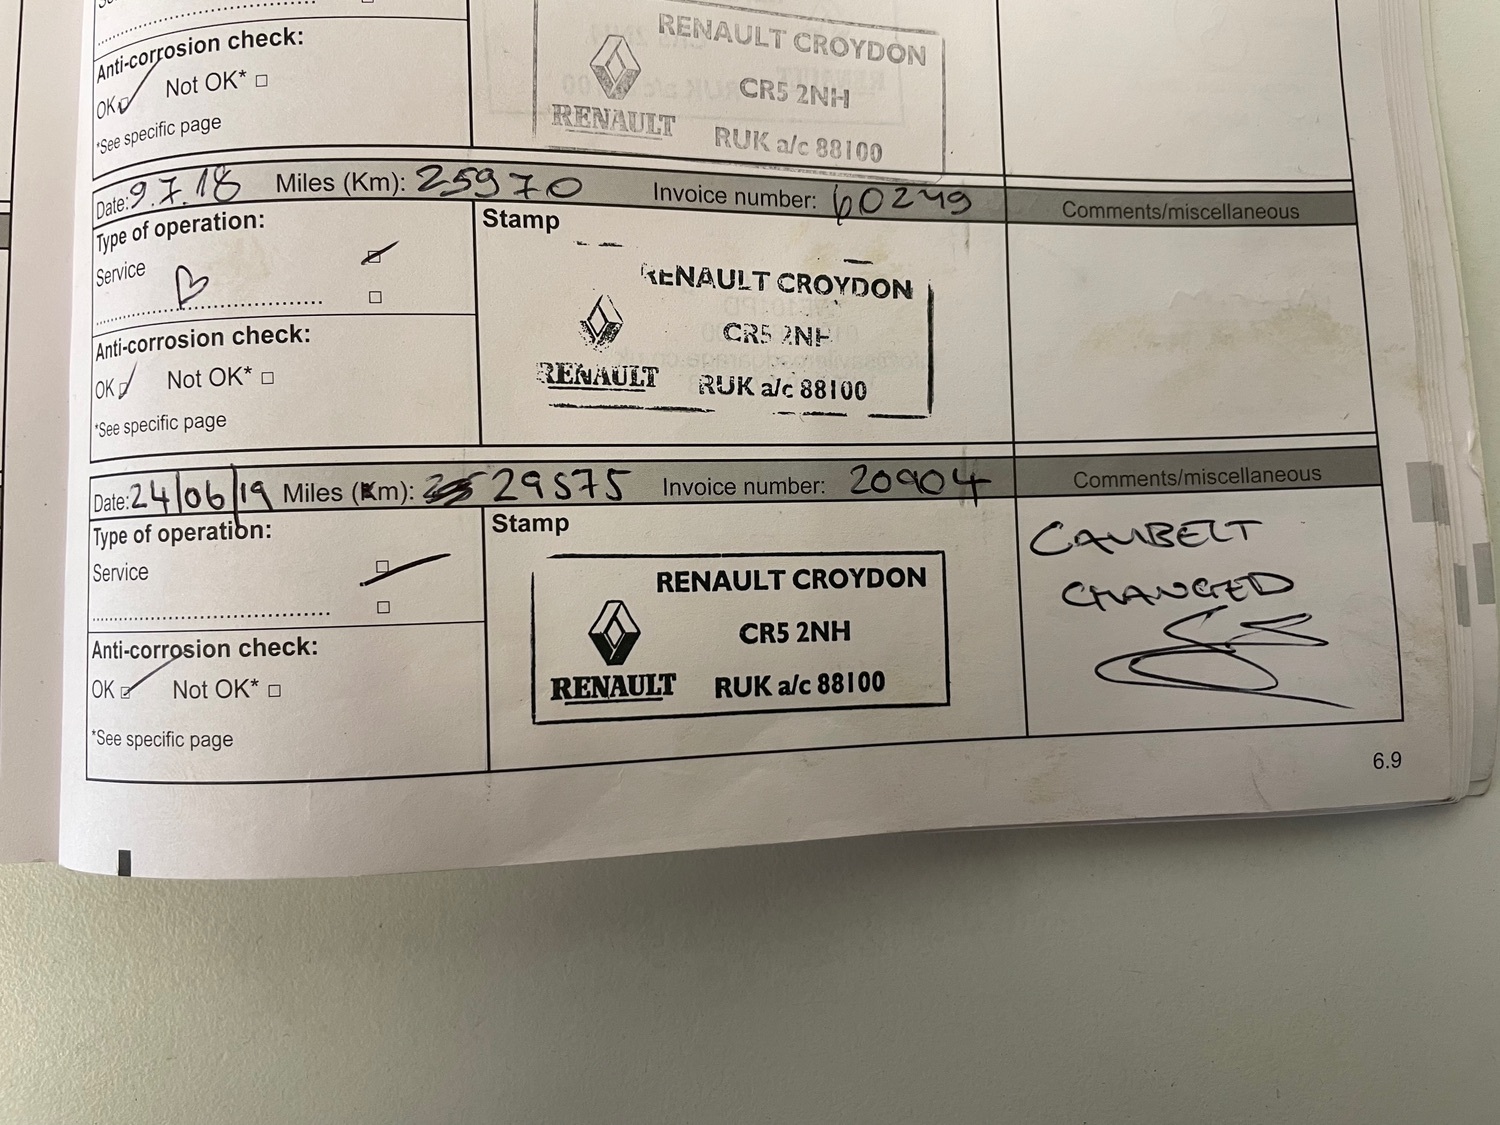 Anti-corrosion check:
OK Not OK*
*See specific page
RENAULT CROYDON
CR5 2NH
RENAULT
RUK a/c 88100
Date: 9.7.18 Miles (Km): 25970 Invoice number: 60249
Comments/miscellaneous
Type of operation:
Service
B
Stamp
RENAULT CROYDON
CR5 2NH
RENAULT
RUK a/c 88100
Anti-corrosion check:
OK Not OK*
*See specific page
Date: 24/06/19 Miles (Km): 29575 Invoice number: 20904
Comments/miscellaneous
Type of operation:
Service
Stamp
RENAULT CROYDON
CR5 2NH
RENAULT
RUK a/c 88100
CAMBELT
CHANGED
Anti-corrosion check:
OK Not OK*
*See specific page
6.9